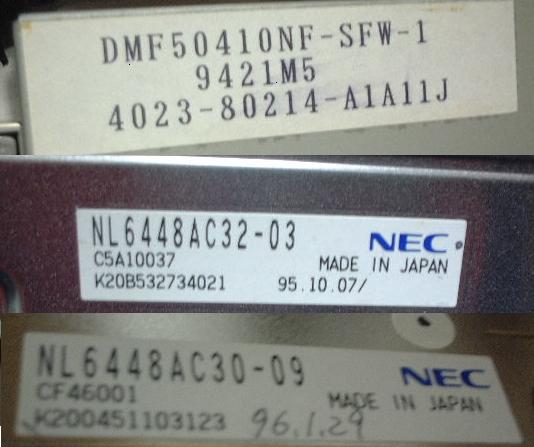 DMF50410NF-SFW-1
9421M5
4023-80214-A1A11J
NL6448AC32-03 NEC
C5A10037 MADE IN JAPAN
K20B532734021 95.10.07/
NL6448AC30-09 NEC
CF46001 MADE IN JAPAN
K200451103123 96.1.29